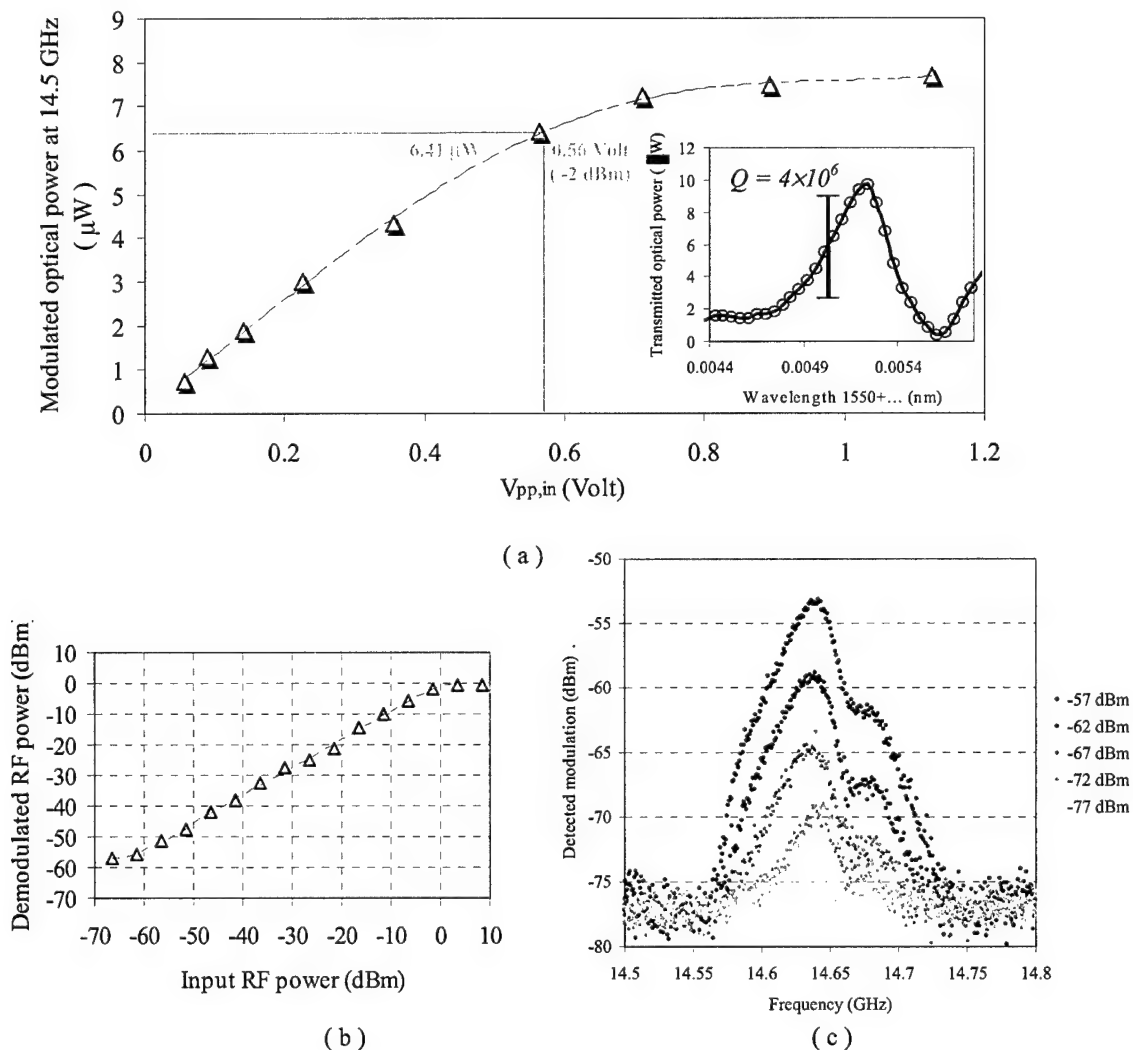 Modulated optical power at 14.5 GHz
( μW)
9
8
7
6
5
4
3
2
1
0
6.41 μW
0.56 Volt
( -2 dBm)
0
0.2
0.4
0.6
0.8
1
1.2
Vpp,in (Volt)
Transmitted optical power ( W)
12
10
8
6
4
2
0
Q = 4×10⁶
0.0044
0.0049
0.0054
Wavelength 1550+... (nm)
( a )
Demodulated RF power (dBm)
10
0
-10
-20
-30
-40
-50
-60
-70
-70 -60 -50 -40 -30 -20 -10 0 10
Input RF power (dBm)
( b )
Detected modulation (dBm)
-50
-55
-60
-65
-70
-75
-80
14.5 14.55 14.6 14.65 14.7 14.75 14.8
Frequency (GHz)
-57 dBm
-62 dBm
-67 dBm
-72 dBm
-77 dBm
( c )